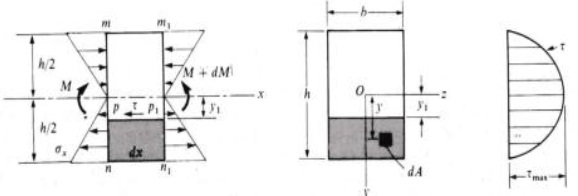 m
m₁
h/2
M
M + dM
x
p
τ
p₁
y₁
h/2
σₓ
dx
n
n₁
b
h
O
z
y
y₁
dA
y
τ
τmax